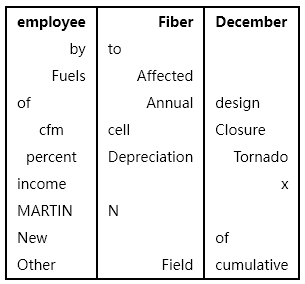 employee Fiber December
by to
Fuels Affected
of Annual design
cfm cell Closure
percent Depreciation Tornado
income x
MARTIN N
New of
Other Field cumulative